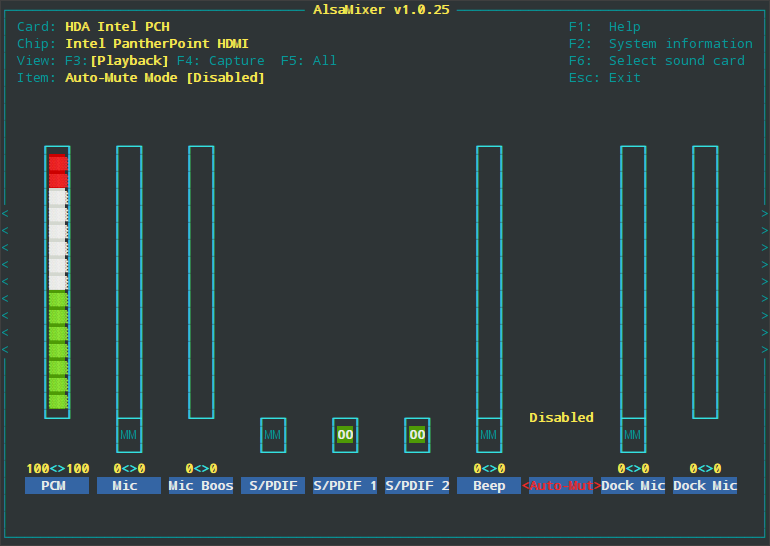 AlsaMixer v1.0.25
Card: HDA Intel PCH F1: Help
Chip: Intel PantherPoint HDMI F2: System information
View: F3:[Playback] F4: Capture F5: All F6: Select sound card
Item: Auto-Mute Mode [Disabled] Esc: Exit
< >
< >
< >
< >
< >
< >
< >
< >
< >
Disabled
MM MM OO OO MM MM
100<>100 0<>0 0<>0 0<>0 0<>0 0<>0
PCM Mic Mic Boos S/PDIF S/PDIF 1 S/PDIF 2 Beep <Auto-Mut> Dock Mic Dock Mic